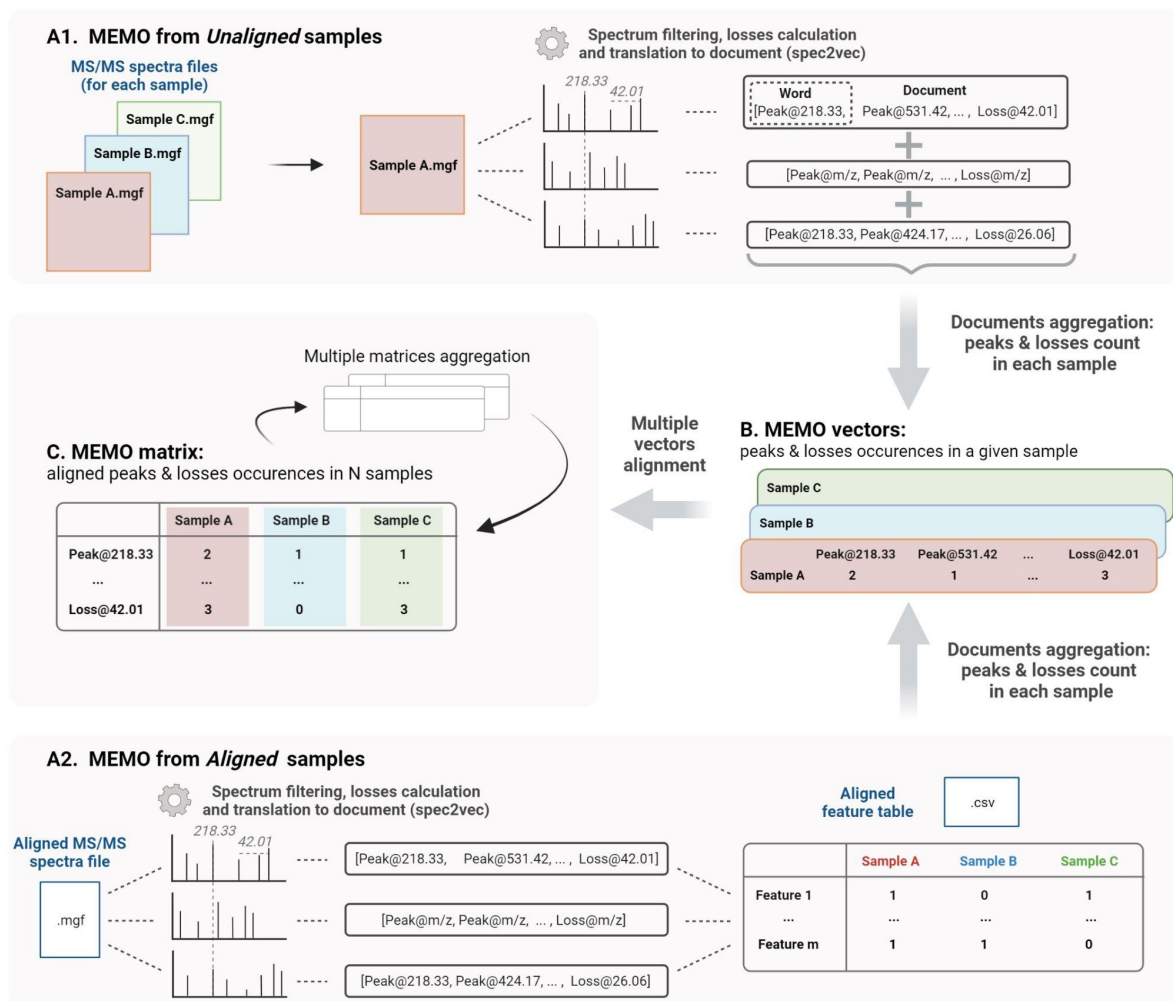 A1. MEMO from Unaligned samples
MS/MS spectra files
(for each sample)
Sample C.mgf
Sample B.mgf
Sample A.mgf
Sample A.mgf
Spectrum filtering, losses calculation
and translation to document (spec2vec)
218.33
42.01
Word
Document
[Peak@218.33, Peak@531.42, ... , Loss@42.01]
+
[Peak@m/z, Peak@m/z, ... , Loss@m/z]
+
[Peak@218.33, Peak@424.17, ... , Loss@26.06]
Documents aggregation:
peaks & losses count
in each sample
Multiple matrices aggregation
C. MEMO matrix:
aligned peaks & losses occurences in N samples
Sample A Sample B Sample C
Peak@218.33 2 1 1
... ... ... ...
Loss@42.01 3 0 3
Multiple
vectors
alignment
B. MEMO vectors:
peaks & losses occurences in a given sample
Sample C
Sample B
Peak@218.33 Peak@531.42 ... Loss@42.01
Sample A 2 1 ... 3
Documents aggregation:
peaks & losses count
in each sample
A2. MEMO from Aligned samples
Spectrum filtering, losses calculation
and translation to document (spec2vec)
Aligned MS/MS
spectra file
.mgf
218.33
42.01
[Peak@218.33, Peak@531.42, ... , Loss@42.01]
[Peak@m/z, Peak@m/z, ... , Loss@m/z]
[Peak@218.33, Peak@424.17, ... , Loss@26.06]
Aligned
feature table
.csv
Sample A Sample B Sample C
Feature 1 1 0 1
... ... ... ...
Feature m 1 1 0